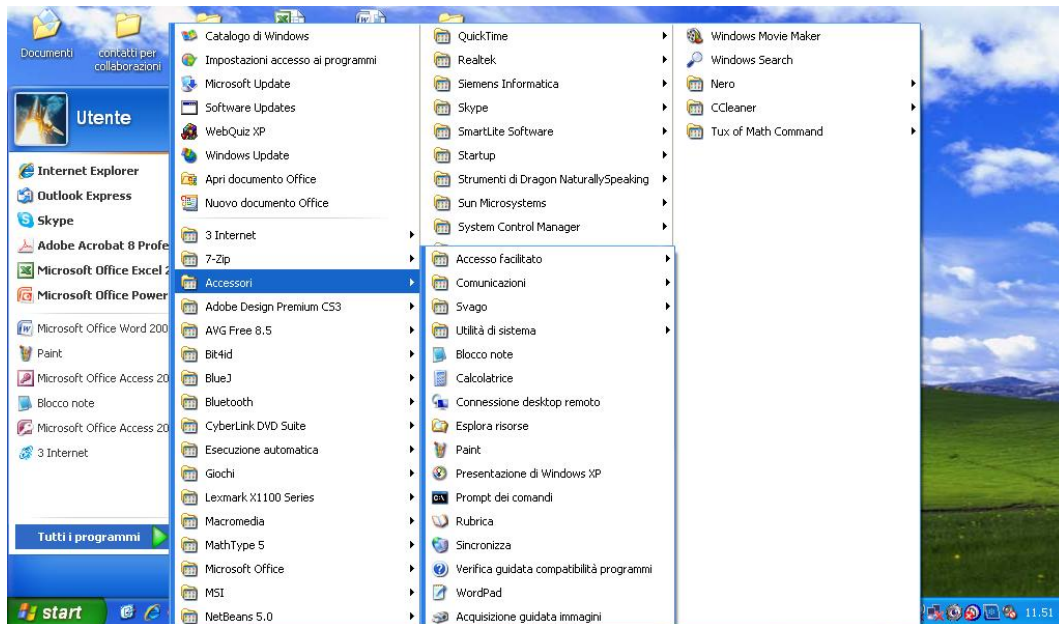 Documenti
contatti per
collaborazioni
Utente
Internet Explorer
Outlook Express
Skype
Adobe Acrobat 8 Profe
Microsoft Office Excel 2
Microsoft Office Power
Microsoft Office Word 200
Paint
Microsoft Office Access 20
Blocco note
Microsoft Office Access 20
3 Internet
Tutti i programmi
start
Catalogo di Windows
Impostazioni accesso ai programmi
Microsoft Update
Software Updates
WebQuiz XP
Windows Update
Apri documento Office
Nuovo documento Office
3 Internet
7-Zip
Accessori
Adobe Design Premium CS3
AVG Free 8.5
Bit4id
BlueJ
Bluetooth
CyberLink DVD Suite
Esecuzione automatica
Giochi
Lexmark X1100 Series
Macromedia
MathType 5
Microsoft Office
MSI
NetBeans 5.0
QuickTime
Realtek
Siemens Informatica
Skype
SmartLite Software
Startup
Strumenti di Dragon NaturallySpeaking
Sun Microsystems
System Control Manager
Accesso facilitato
Comunicazioni
Svago
Utilità di sistema
Blocco note
Calcolatrice
Connessione desktop remoto
Esplora risorse
Paint
Presentazione di Windows XP
Prompt dei comandi
Rubrica
Sincronizza
Verifica guidata compatibilità programmi
WordPad
Acquisizione guidata immagini
Windows Movie Maker
Windows Search
Nero
CCleaner
Tux of Math Command
11.51